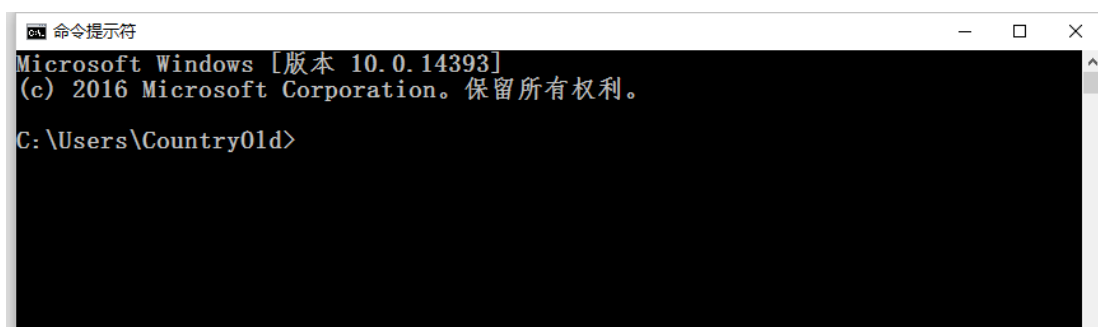 命令提示符
Microsoft Windows [版本 10.0.14393]
(c) 2016 Microsoft Corporation。保留所有权利。
C:\Users\CountryOld>